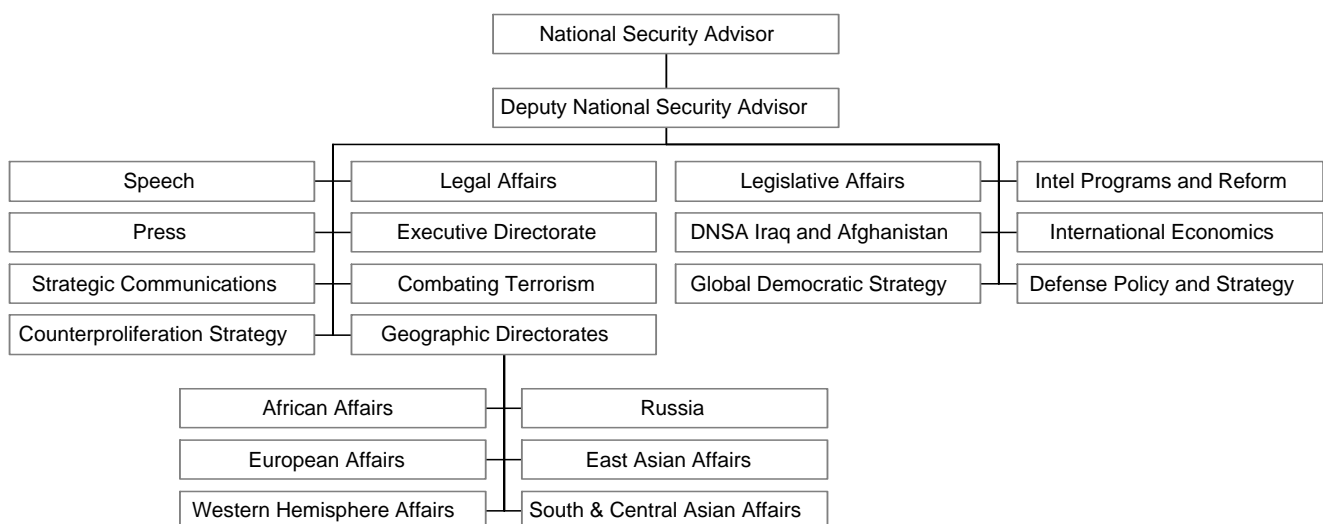 National Security Advisor
Deputy National Security Advisor
Speech
Legal Affairs
Legislative Affairs
Intel Programs and Reform
Press
Executive Directorate
DNSA Iraq and Afghanistan
International Economics
Strategic Communications
Combating Terrorism
Global Democratic Strategy
Defense Policy and Strategy
Counterproliferation Strategy
Geographic Directorates
African Affairs
Russia
European Affairs
East Asian Affairs
Western Hemisphere Affairs
South & Central Asian Affairs